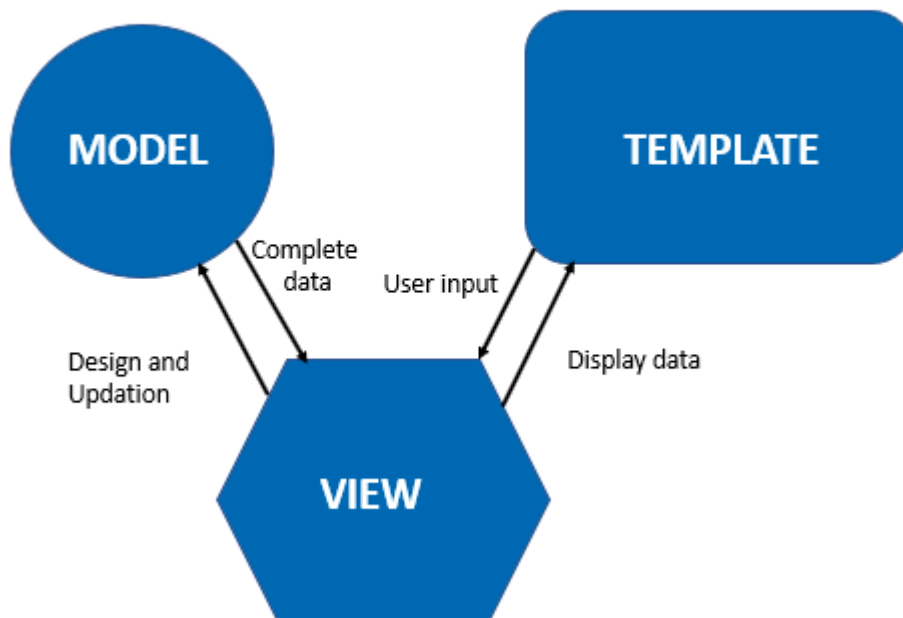 MODEL
TEMPLATE
Complete
data
User input
Design and
Updation
Display data
VIEW